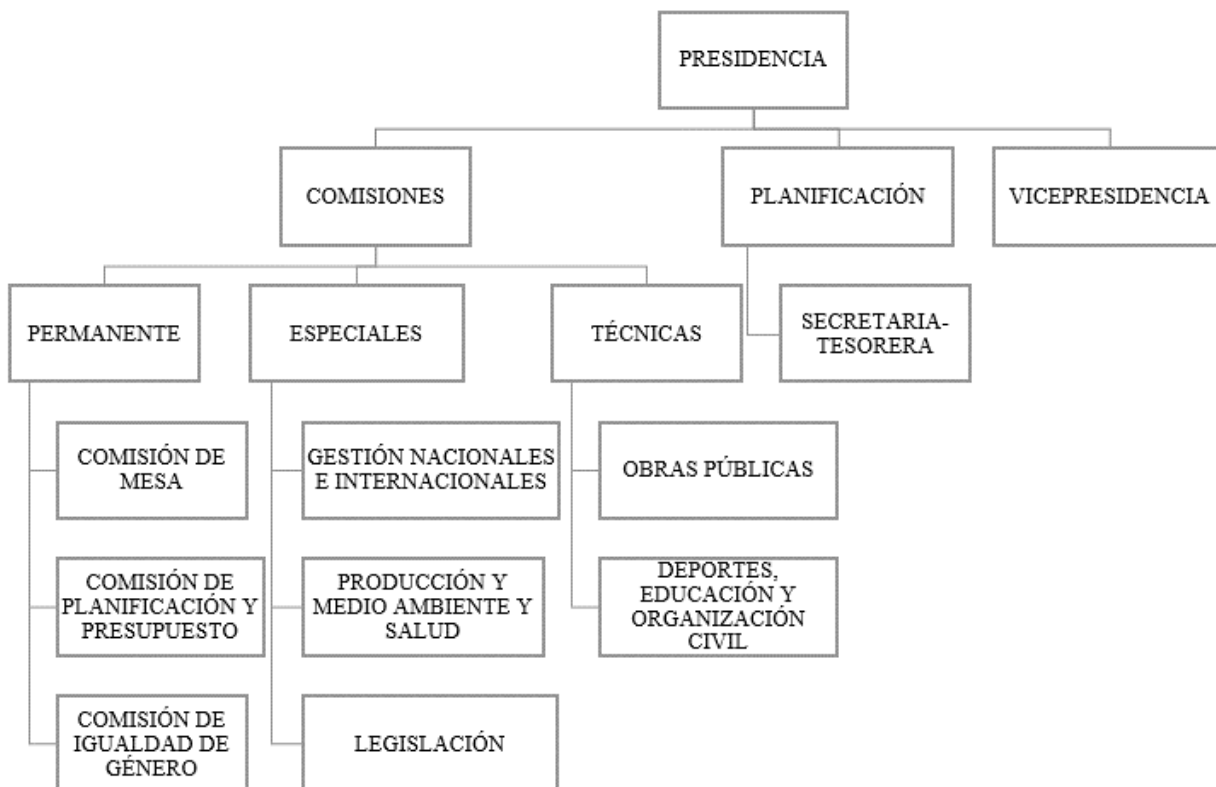 PRESIDENCIA
COMISIONES
PLANIFICACIÓN
VICEPRESIDENCIA
PERMANENTE
ESPECIALES
TÉCNICAS
SECRETARIA-
TESORERA
COMISIÓN DE
MESA
GESTIÓN NACIONALES
E INTERNACIONALES
OBRAS PÚBLICAS
COMISIÓN DE
PLANIFICACIÓN Y
PRESUPUESTO
PRODUCCIÓN Y
MEDIO AMBIENTE Y
SALUD
DEPORTES,
EDUCACIÓN Y
ORGANIZACIÓN
CIVIL
COMISIÓN DE
IGUALDAD DE
GÉNERO
LEGISLACIÓN